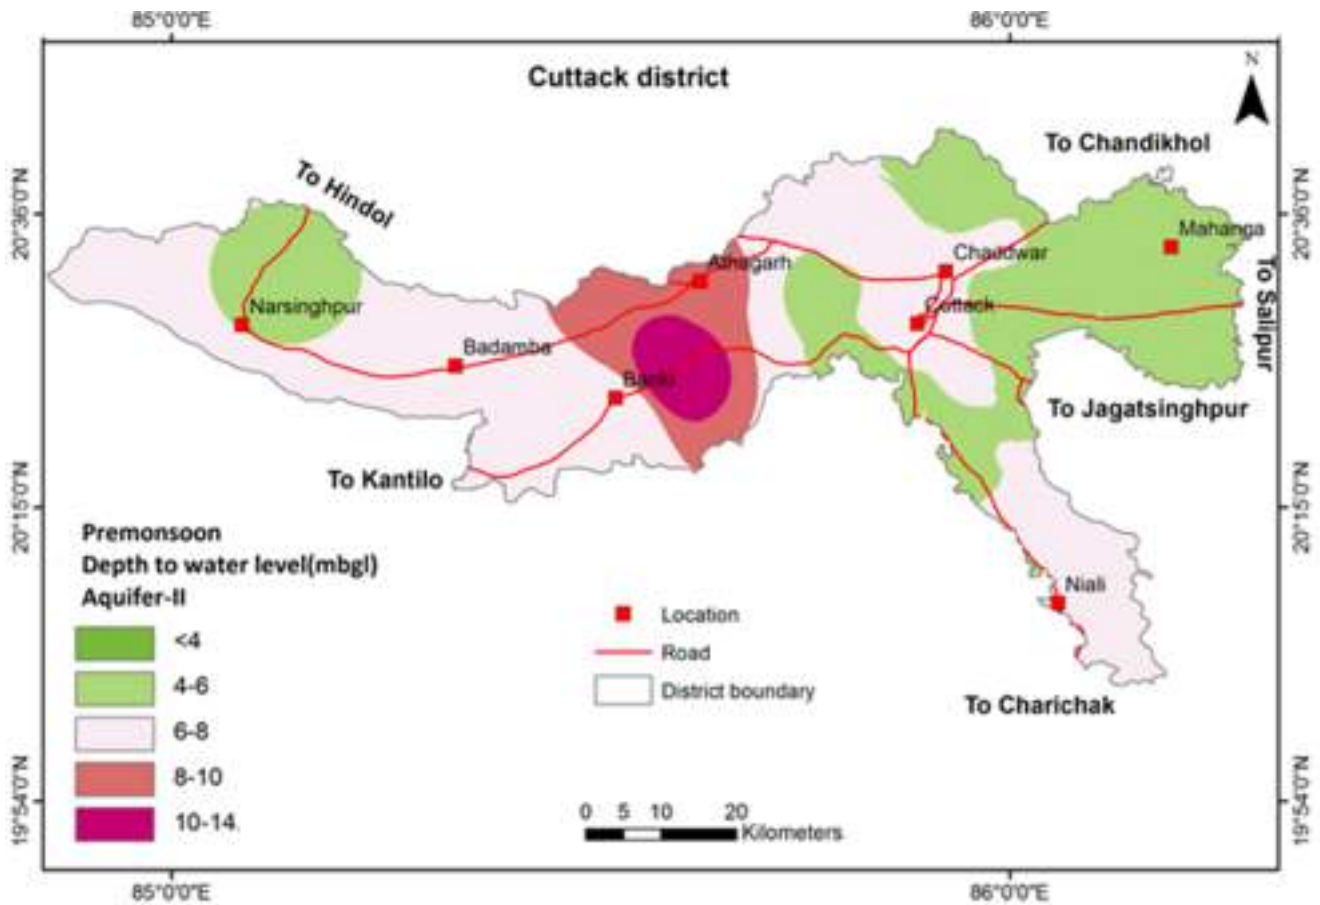 85°0'0"E 86°0'0"E
Cuttack district
N
To Chandikhol
To Hindol
20°36'0"N
20°36'0"N
Mahanga
Athagarh
Chaudwar
To Salipur
Narsinghpur
Cuttack
Badamba
Banki
To Jagatsinghpur
To Kantilo
20°15'0"N
20°15'0"N
Premonsoon
Depth to water level(mbgl)
Aquifer-II
Niali
<4
4-6
6-8
8-10
10-14.
Location
Road
District boundary
To Charichak
19°54'0"N
19°54'0"N
0 5 10 20
Kilometers
85°0'0"E 86°0'0"E